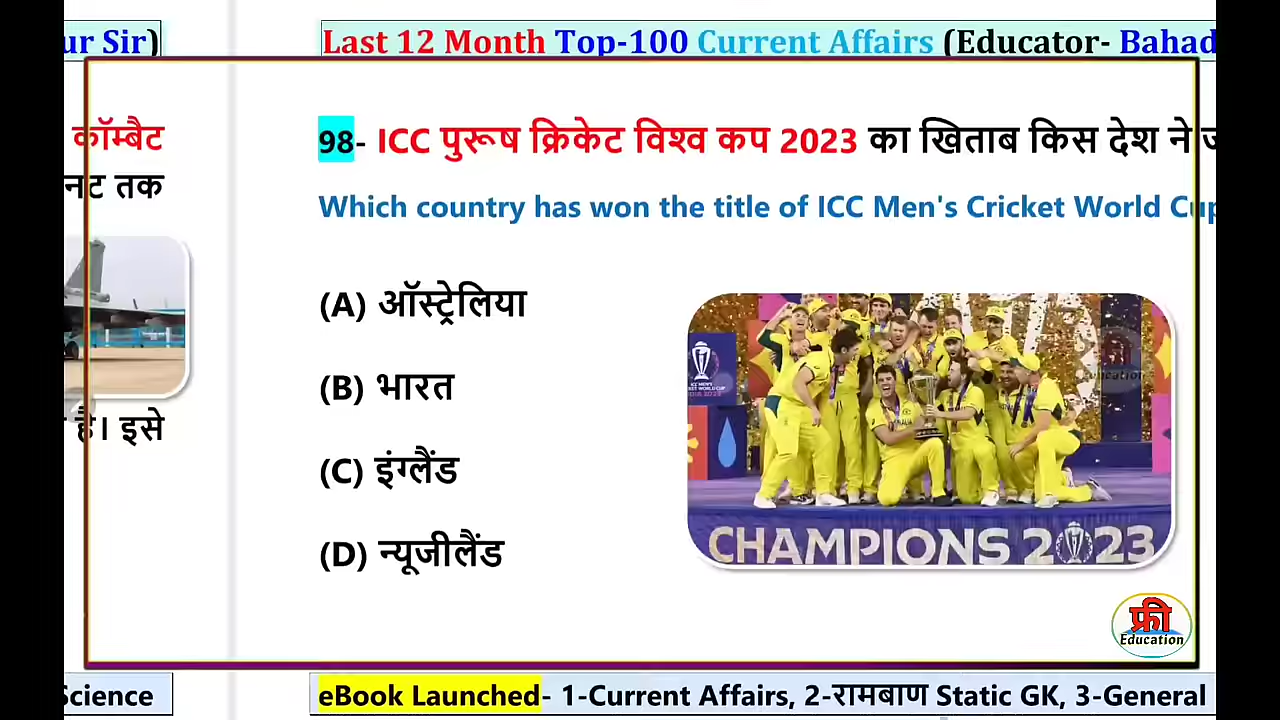 ur Sir)
Last 12 Month Top-100 Current Affairs (Educator- Bahad
कॉम्बैट
नट तक
है। इसे
98- ICC पुरूष क्रिकेट विश्व कप 2023 का खिताब किस देश ने ज
Which country has won the title of ICC Men's Cricket World Cup
(A) ऑस्ट्रेलिया
(B) भारत
(C) इंग्लैंड
(D) न्यूजीलैंड
CHAMPIONS 2023
फ्री
Education
Science
eBook Launched- 1-Current Affairs, 2-रामबाण Static GK, 3-General